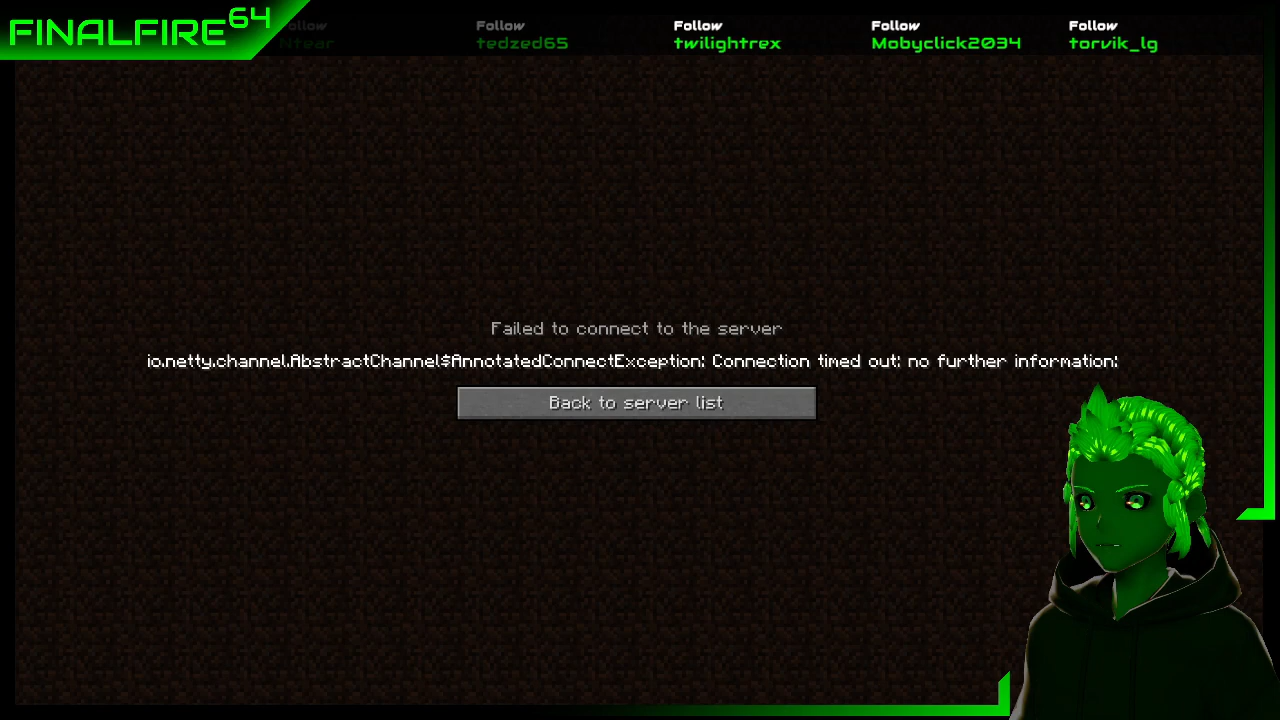 FINALFIRE64
Follow
tedzed65
Follow
twilightrex
Follow
Mobyclick2034
Follow
torvik_lg
Failed to connect to the server
io.netty.channel.AbstractChannel$AnnotatedConnectException: Connection timed out: no further information:
Back to server list